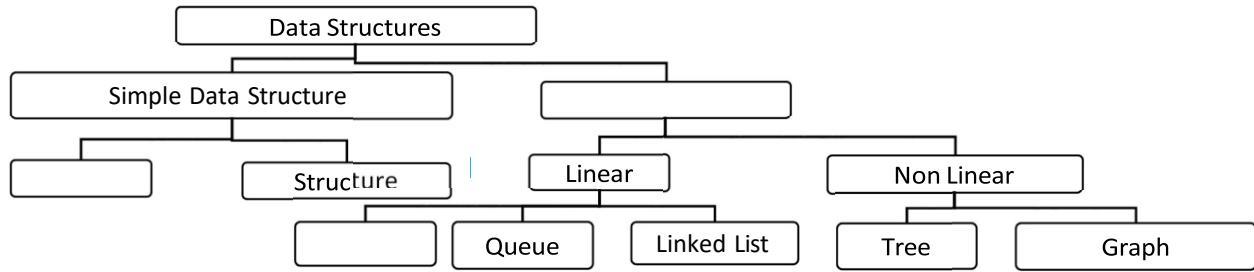 Data Structures
Simple Data Structure
Structure
Linear
Non Linear
Queue
Linked List
Tree
Graph